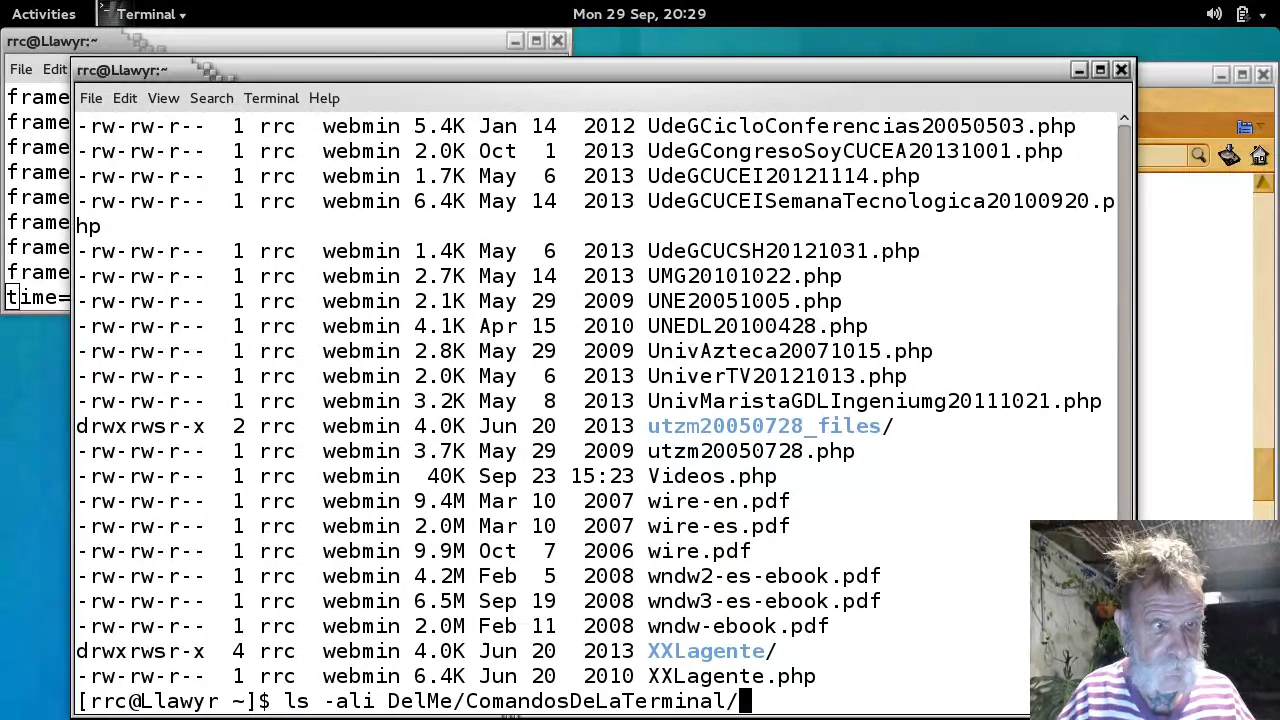 Activities Terminal Mon 29 Sep, 20:29
rrc@Llawyr:~
File Edit
frame
frame
frame
frame
frame
frame
frame
frame
time=
rrc@Llawyr:~
File Edit View Search Terminal Help
-rw-rw-r-- 1 rrc webmin 5.4K Jan 14 2012 UdeGCicloConferencias20050503.php
-rw-rw-r-- 1 rrc webmin 2.0K Oct 1 2013 UdeGCongresoSoyCUCEA20131001.php
-rw-rw-r-- 1 rrc webmin 1.7K May 6 2013 UdeGCUCEI20121114.php
-rw-rw-r-- 1 rrc webmin 6.4K May 14 2013 UdeGCUCEISemanaTecnologica20100920.p
hp
-rw-rw-r-- 1 rrc webmin 1.4K May 6 2013 UdeGCUCSH20121031.php
-rw-rw-r-- 1 rrc webmin 2.7K May 14 2013 UMG20101022.php
-rw-rw-r-- 1 rrc webmin 2.1K May 29 2009 UNE20051005.php
-rw-rw-r-- 1 rrc webmin 4.1K Apr 15 2010 UNEDL20100428.php
-rw-rw-r-- 1 rrc webmin 2.8K May 29 2009 UnivAzteca20071015.php
-rw-rw-r-- 1 rrc webmin 2.0K May 6 2013 UniverTV20121013.php
-rw-rw-r-- 1 rrc webmin 3.2K May 8 2013 UnivMaristaGDLIngeniumg20111021.php
drwxrwsr-x 2 rrc webmin 4.0K Jun 20 2013 utzm20050728_files/
-rw-rw-r-- 1 rrc webmin 3.7K May 29 2009 utzm20050728.php
-rw-rw-r-- 1 rrc webmin 40K Sep 23 15:23 Videos.php
-rw-rw-r-- 1 rrc webmin 9.4M Mar 10 2007 wire-en.pdf
-rw-rw-r-- 1 rrc webmin 2.0M Mar 10 2007 wire-es.pdf
-rw-rw-r-- 1 rrc webmin 9.9M Oct 7 2006 wire.pdf
-rw-rw-r-- 1 rrc webmin 4.2M Feb 5 2008 wndw2-es-ebook.pdf
-rw-rw-r-- 1 rrc webmin 6.5M Sep 19 2008 wndw3-es-ebook.pdf
-rw-rw-r-- 1 rrc webmin 2.0M Feb 11 2008 wndw-ebook.pdf
drwxrwsr-x 4 rrc webmin 4.0K Jun 20 2013 XXLagente/
-rw-rw-r-- 1 rrc webmin 6.4K Jun 20 2010 XXLagente.php
[rrc@Llawyr ~]$ ls -ali DelMe/ComandosDeLaTerminal/